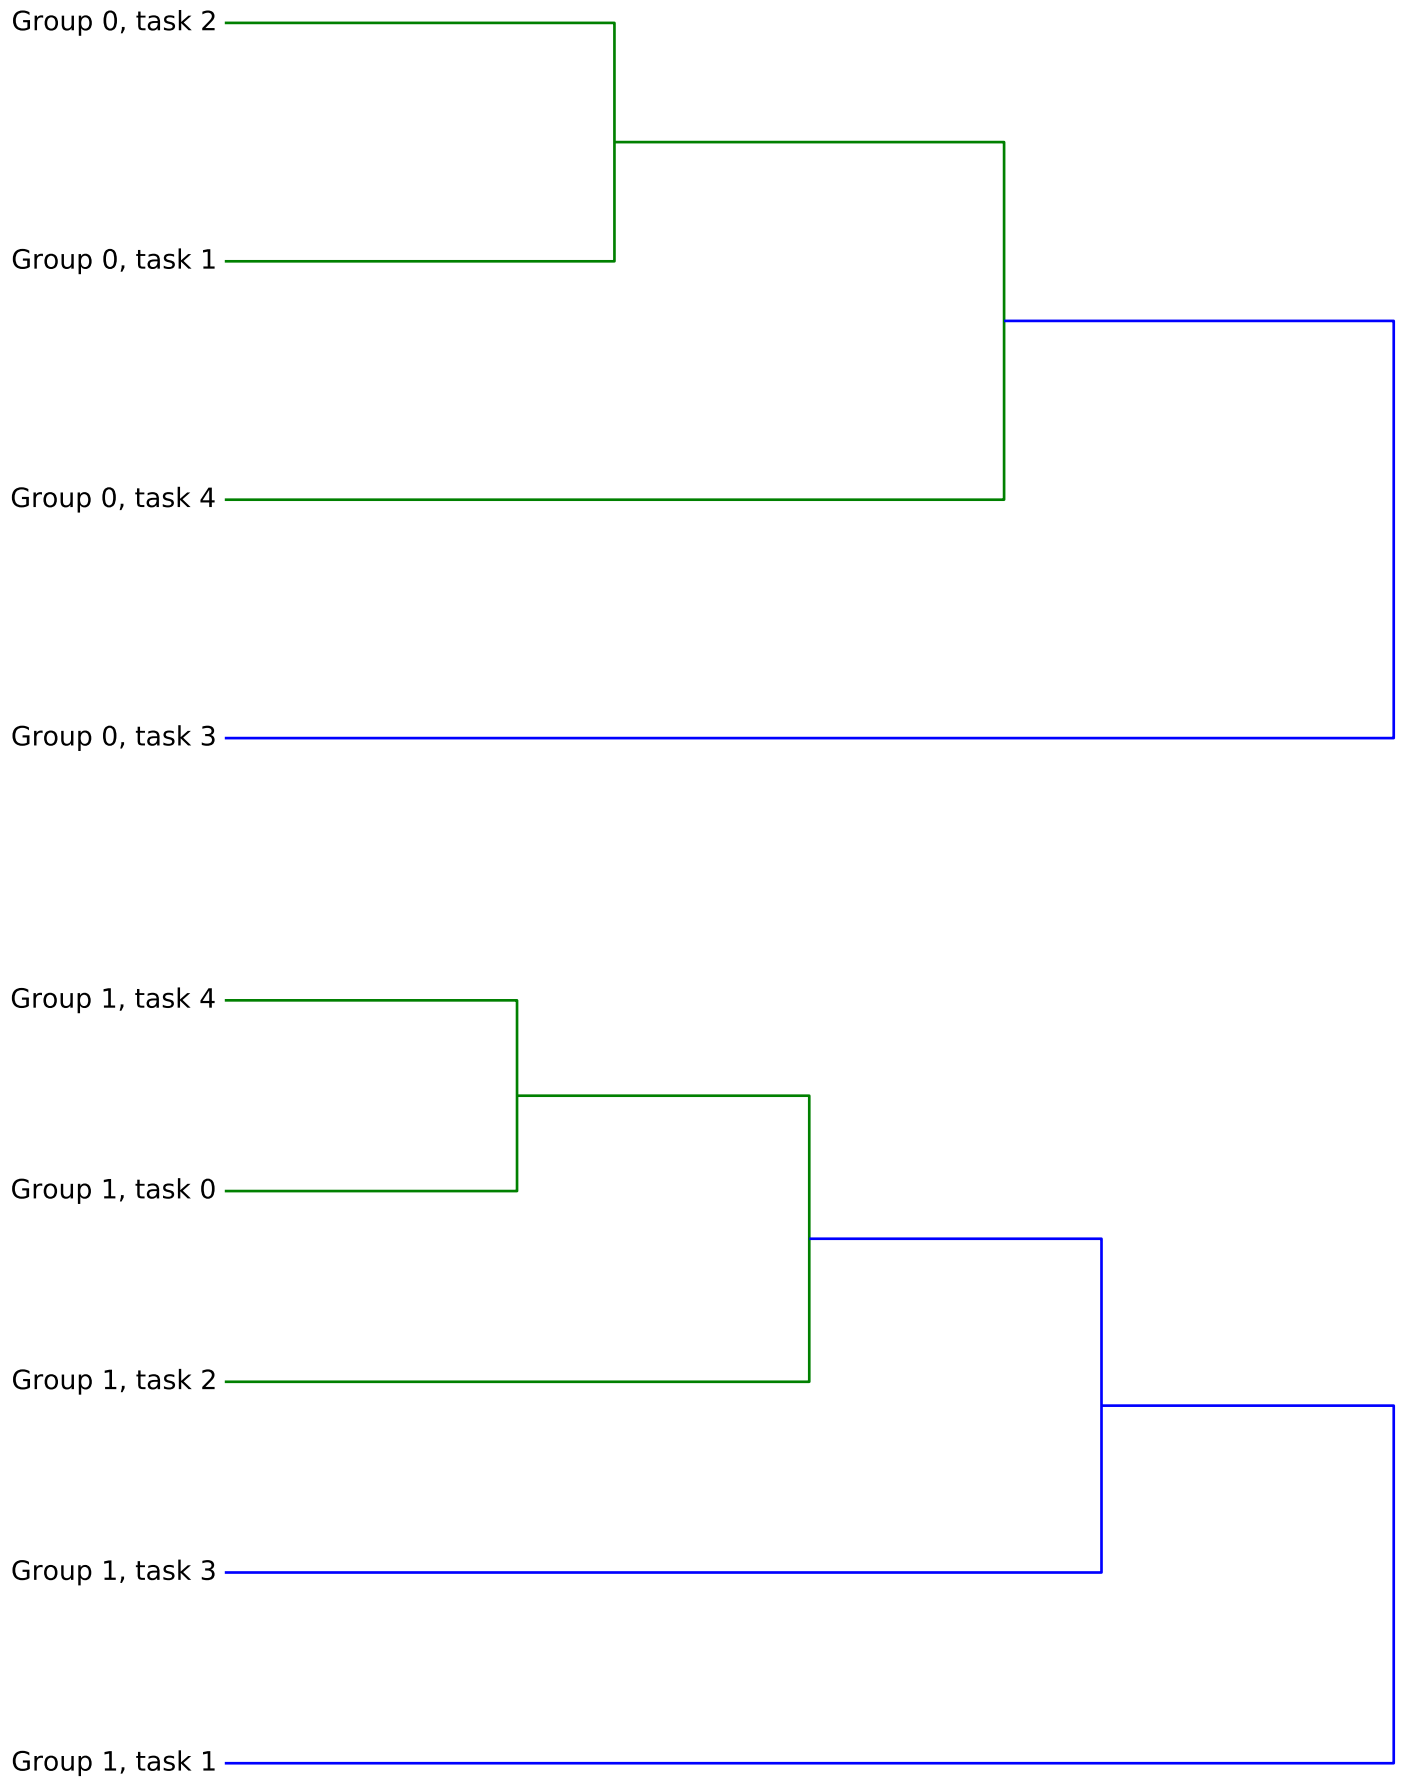 Group 0, task 2
Group 0, task 1
Group 0, task 4
Group 0, task 3
Group 1, task 4
Group 1, task 0
Group 1, task 2
Group 1, task 3
Group 1, task 1